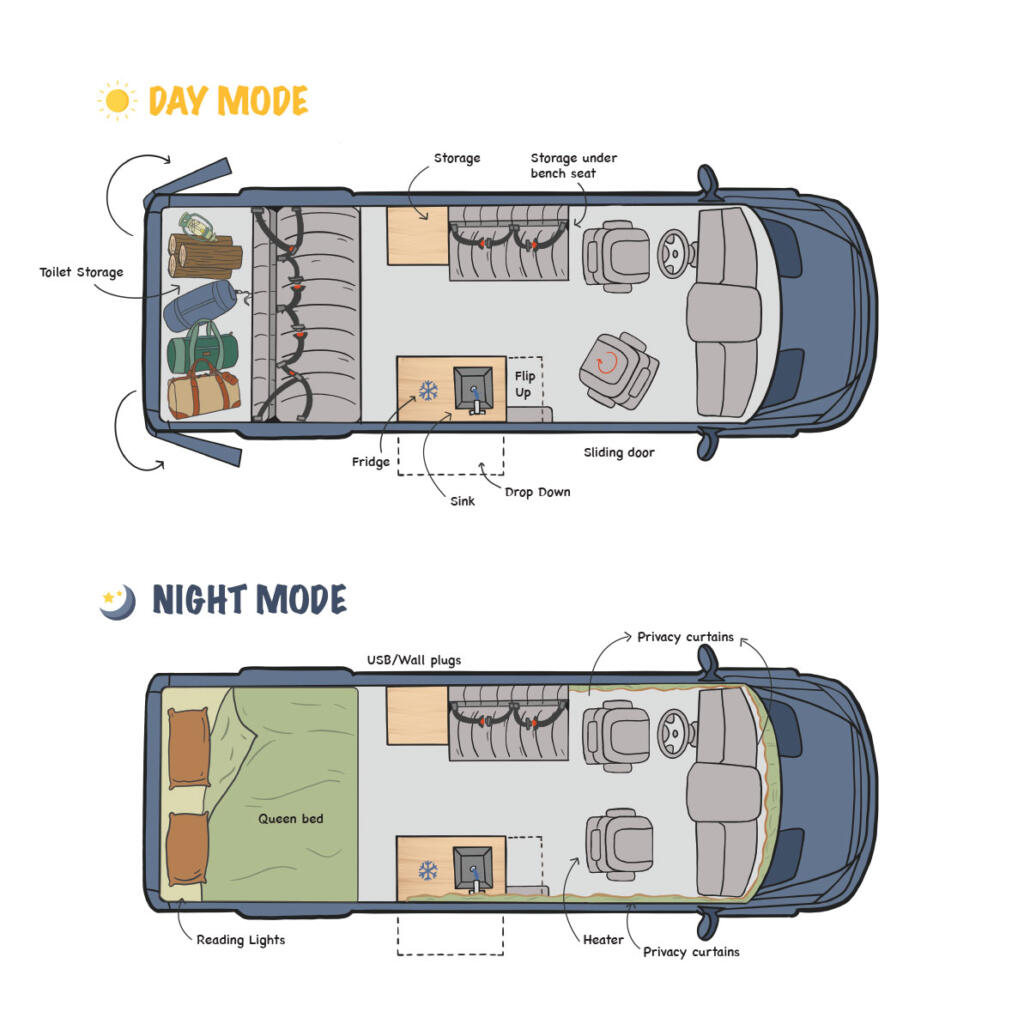 DAY MODE
Storage
Storage under
bench seat
Toilet Storage
Flip
Up
Fridge
Sink
Drop Down
Sliding door
NIGHT MODE
USB/Wall plugs
Privacy curtains
Queen bed
Reading Lights
Heater
Privacy curtains